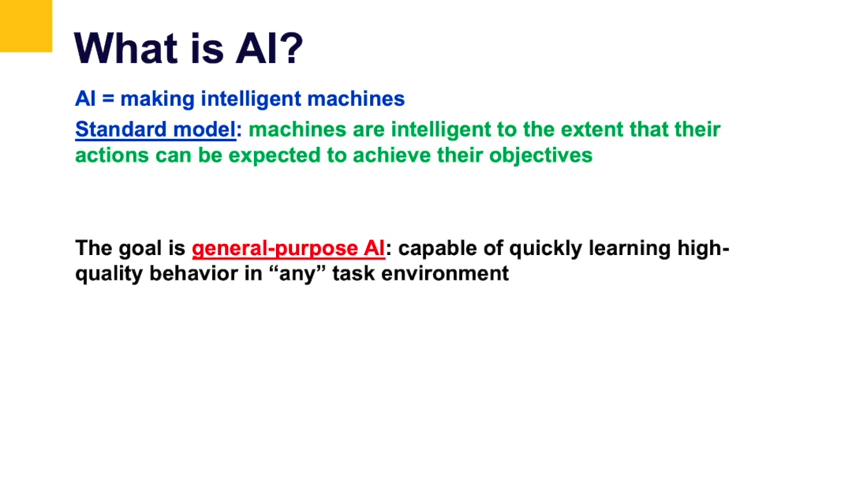 What is AI?
AI = making intelligent machines
Standard model: machines are intelligent to the extent that their
actions can be expected to achieve their objectives
The goal is general-purpose AI: capable of quickly learning high-
quality behavior in “any” task environment